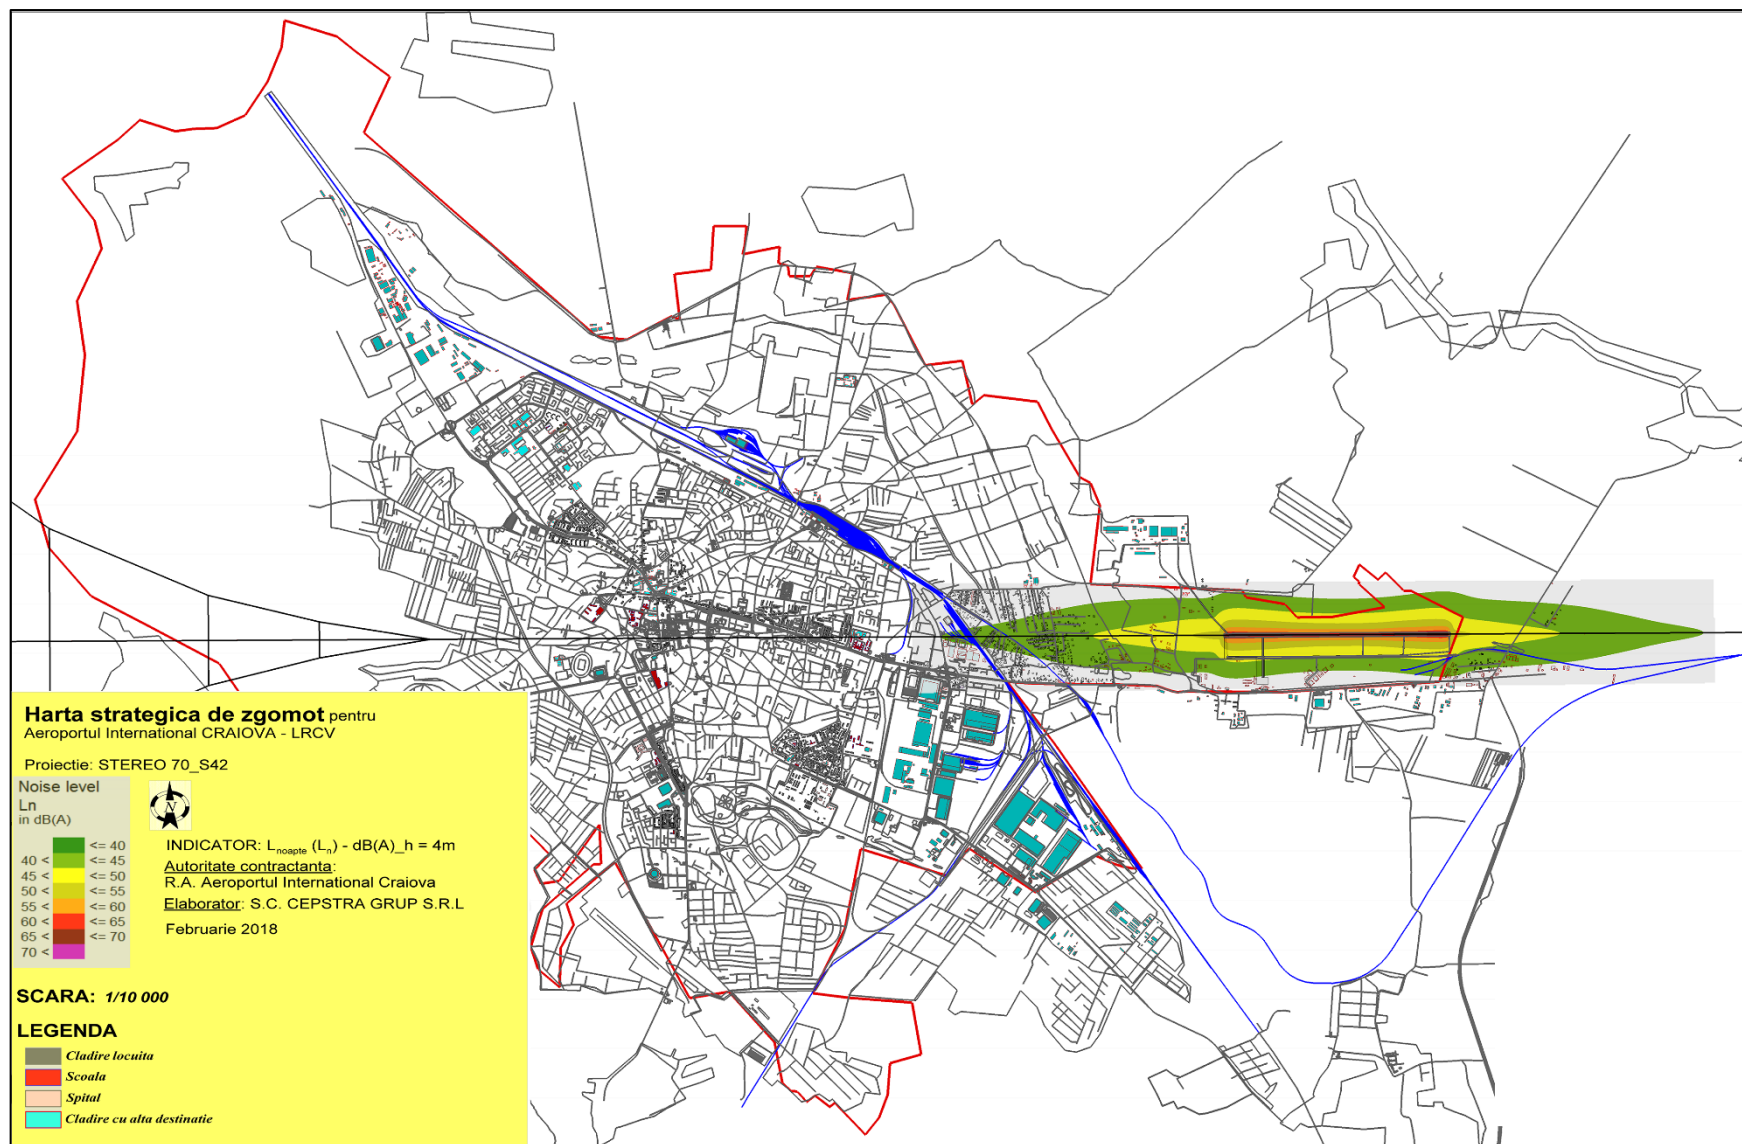 Harta strategica de zgomot pentru
Aeroportul International CRAIOVA - LRCV
Proiectie: STEREO 70_S42
Noise level
Ln
in dB(A)
<= 40
40 < <= 45
45 < <= 50
50 < <= 55
55 < <= 60
60 < <= 65
65 < <= 70
70 <
N
INDICATOR: Lnoapte (Ln) - dB(A)_h = 4m
Autoritate contractanta:
R.A. Aeroportul International Craiova
Elaborator: S.C. CEPSTRA GRUP S.R.L
Februarie 2018
SCARA: 1/10 000
LEGENDA
Cladire locuita
Scoala
Spital
Cladire cu alta destinatie